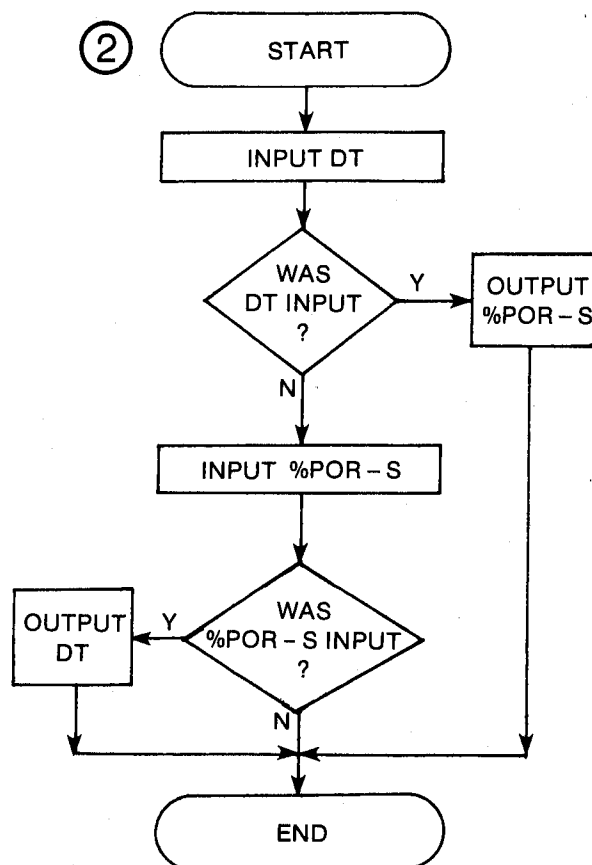 2
START
INPUT DT
WAS
DT INPUT
?
Y
OUTPUT
%POR – S
N
INPUT %POR – S
WAS
%POR – S INPUT
?
Y
OUTPUT
DT
N
END